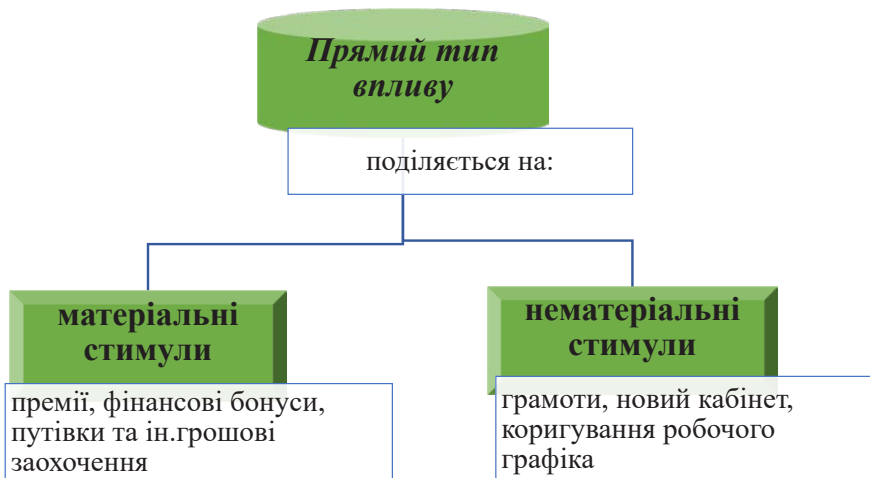 Прямий тип
впливу
поділяється на:
матеріальні
стимули
премії, фінансові бонуси,
путівки та ін.грошові
заохочення
нематеріальні
стимули
грамоти, новий кабінет,
коригування робочого
графіка